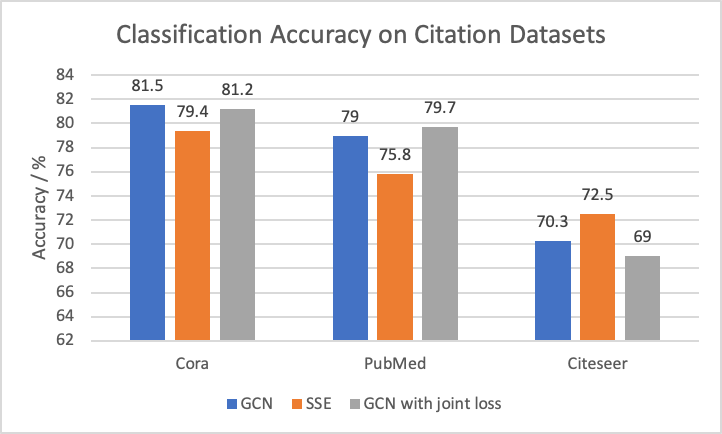 Classification Accuracy on Citation Datasets
Accuracy / %
84
82
80
78
76
74
72
70
68
66
64
62
81.5
79.4
81.2
79
75.8
79.7
70.3
72.5
69
Cora
PubMed
Citeseer
GCN
SSE
GCN with joint loss